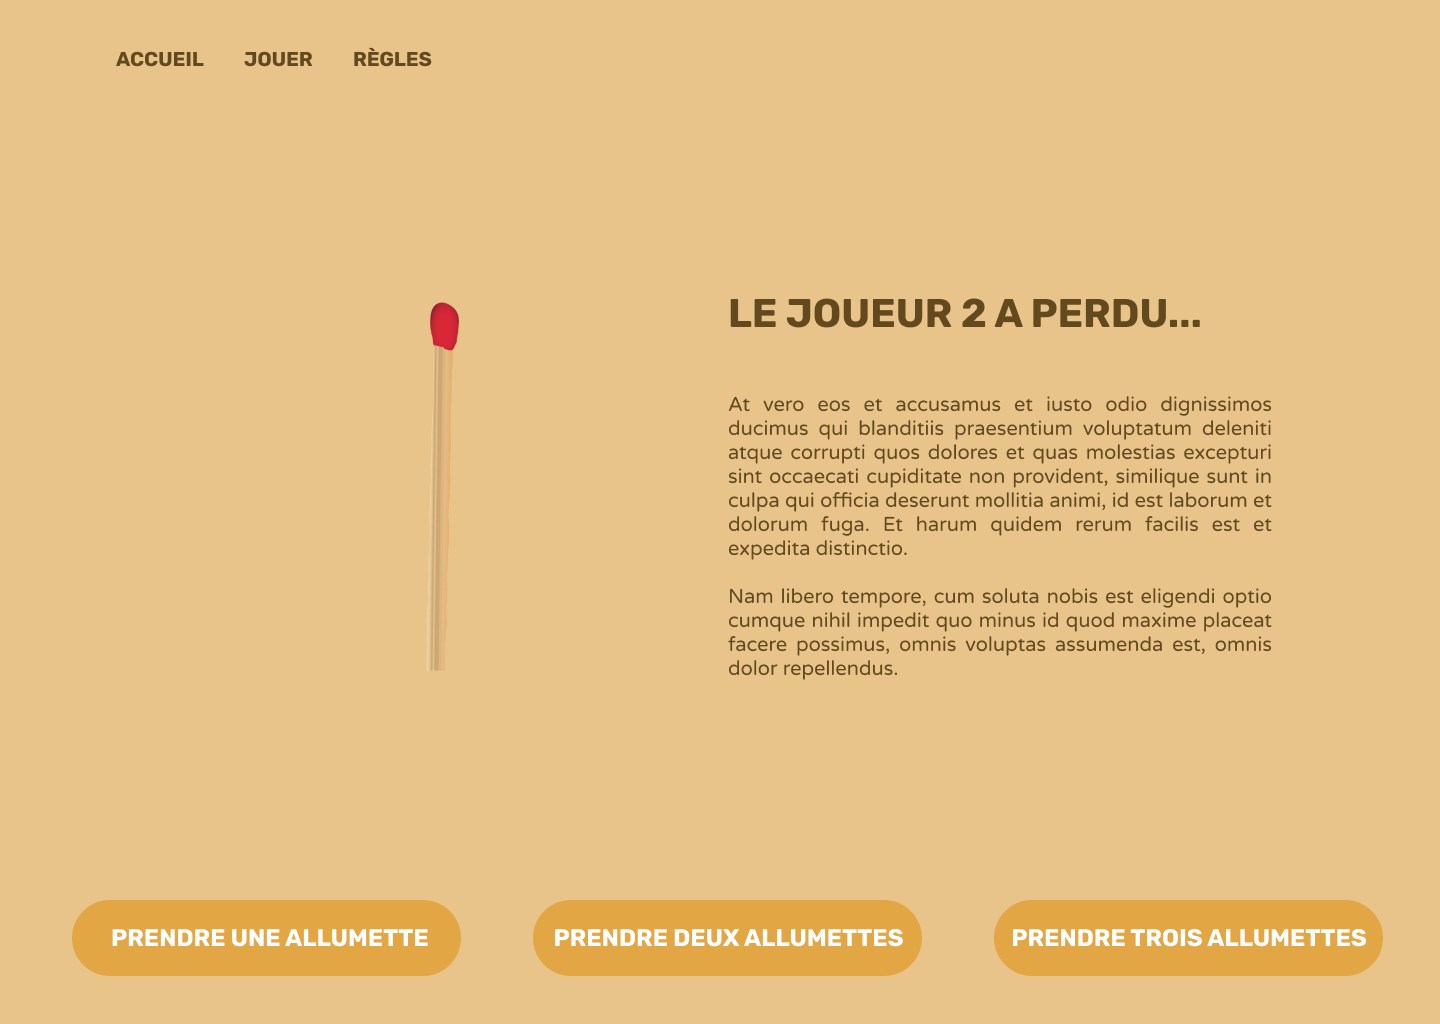 ACCUEIL JOUER RÈGLES
LE JOUEUR 2 A PERDU...
At vero eos et accusamus et iusto odio dignissimos
ducimus qui blanditiis praesentium voluptatum deleniti
atque corrupti quos dolores et quas molestias excepturi
sint occaecati cupiditate non provident, similique sunt in
culpa qui officia deserunt mollitia animi, id est laborum et
dolorum fuga. Et harum quidem rerum facilis est et
expedita distinctio.
Nam libero tempore, cum soluta nobis est eligendi optio
cumque nihil impedit quo minus id quod maxime placeat
facere possimus, omnis voluptas assumenda est, omnis
dolor repellendus.
PRENDRE UNE ALLUMETTE PRENDRE DEUX ALLUMETTES PRENDRE TROIS ALLUMETTES